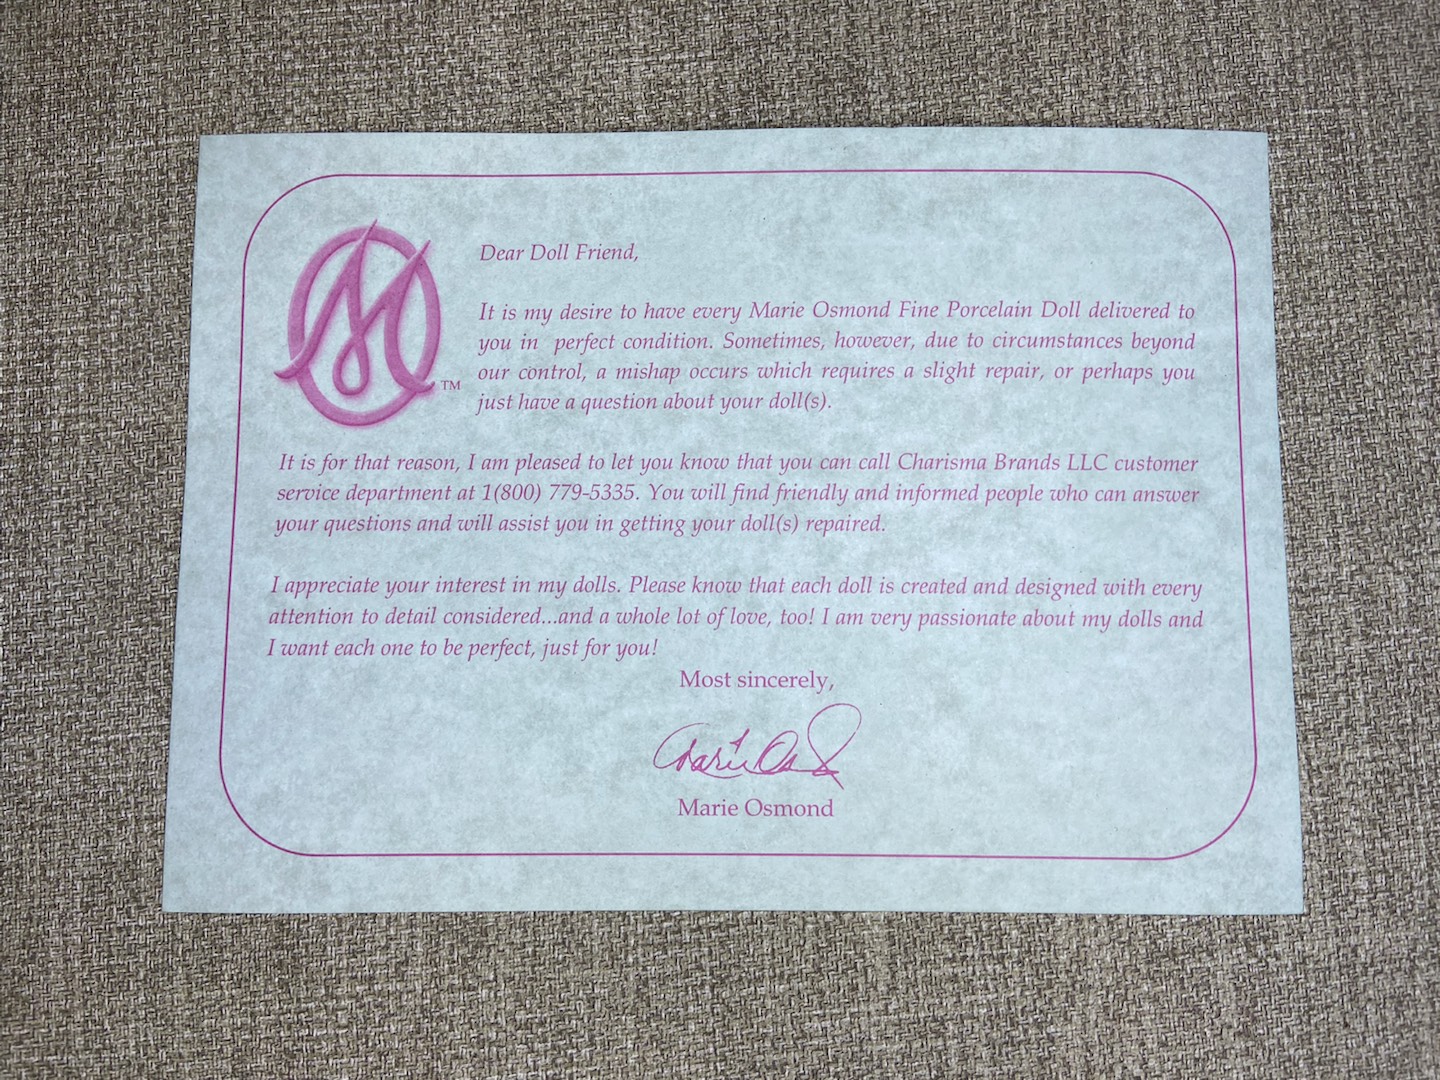 Dear Doll Friend,
It is my desire to have every Marie Osmond Fine Porcelain Doll delivered to
you in perfect condition. Sometimes, however, due to circumstances beyond
our control, a mishap occurs which requires a slight repair, or perhaps you
just have a question about your doll(s).
M
TM
It is for that reason, I am pleased to let you know that you can call Charisma Brands LLC customer
service department at 1(800) 779-5335. You will find friendly and informed people who can answer
your questions and will assist you in getting your doll(s) repaired.
I appreciate your interest in my dolls. Please know that each doll is created and designed with every
attention to detail considered...and a whole lot of love, too! I am very passionate about my dolls and
I want each one to be perfect, just for you!
Most sincerely,
Marie Osmond
Marie Osmond